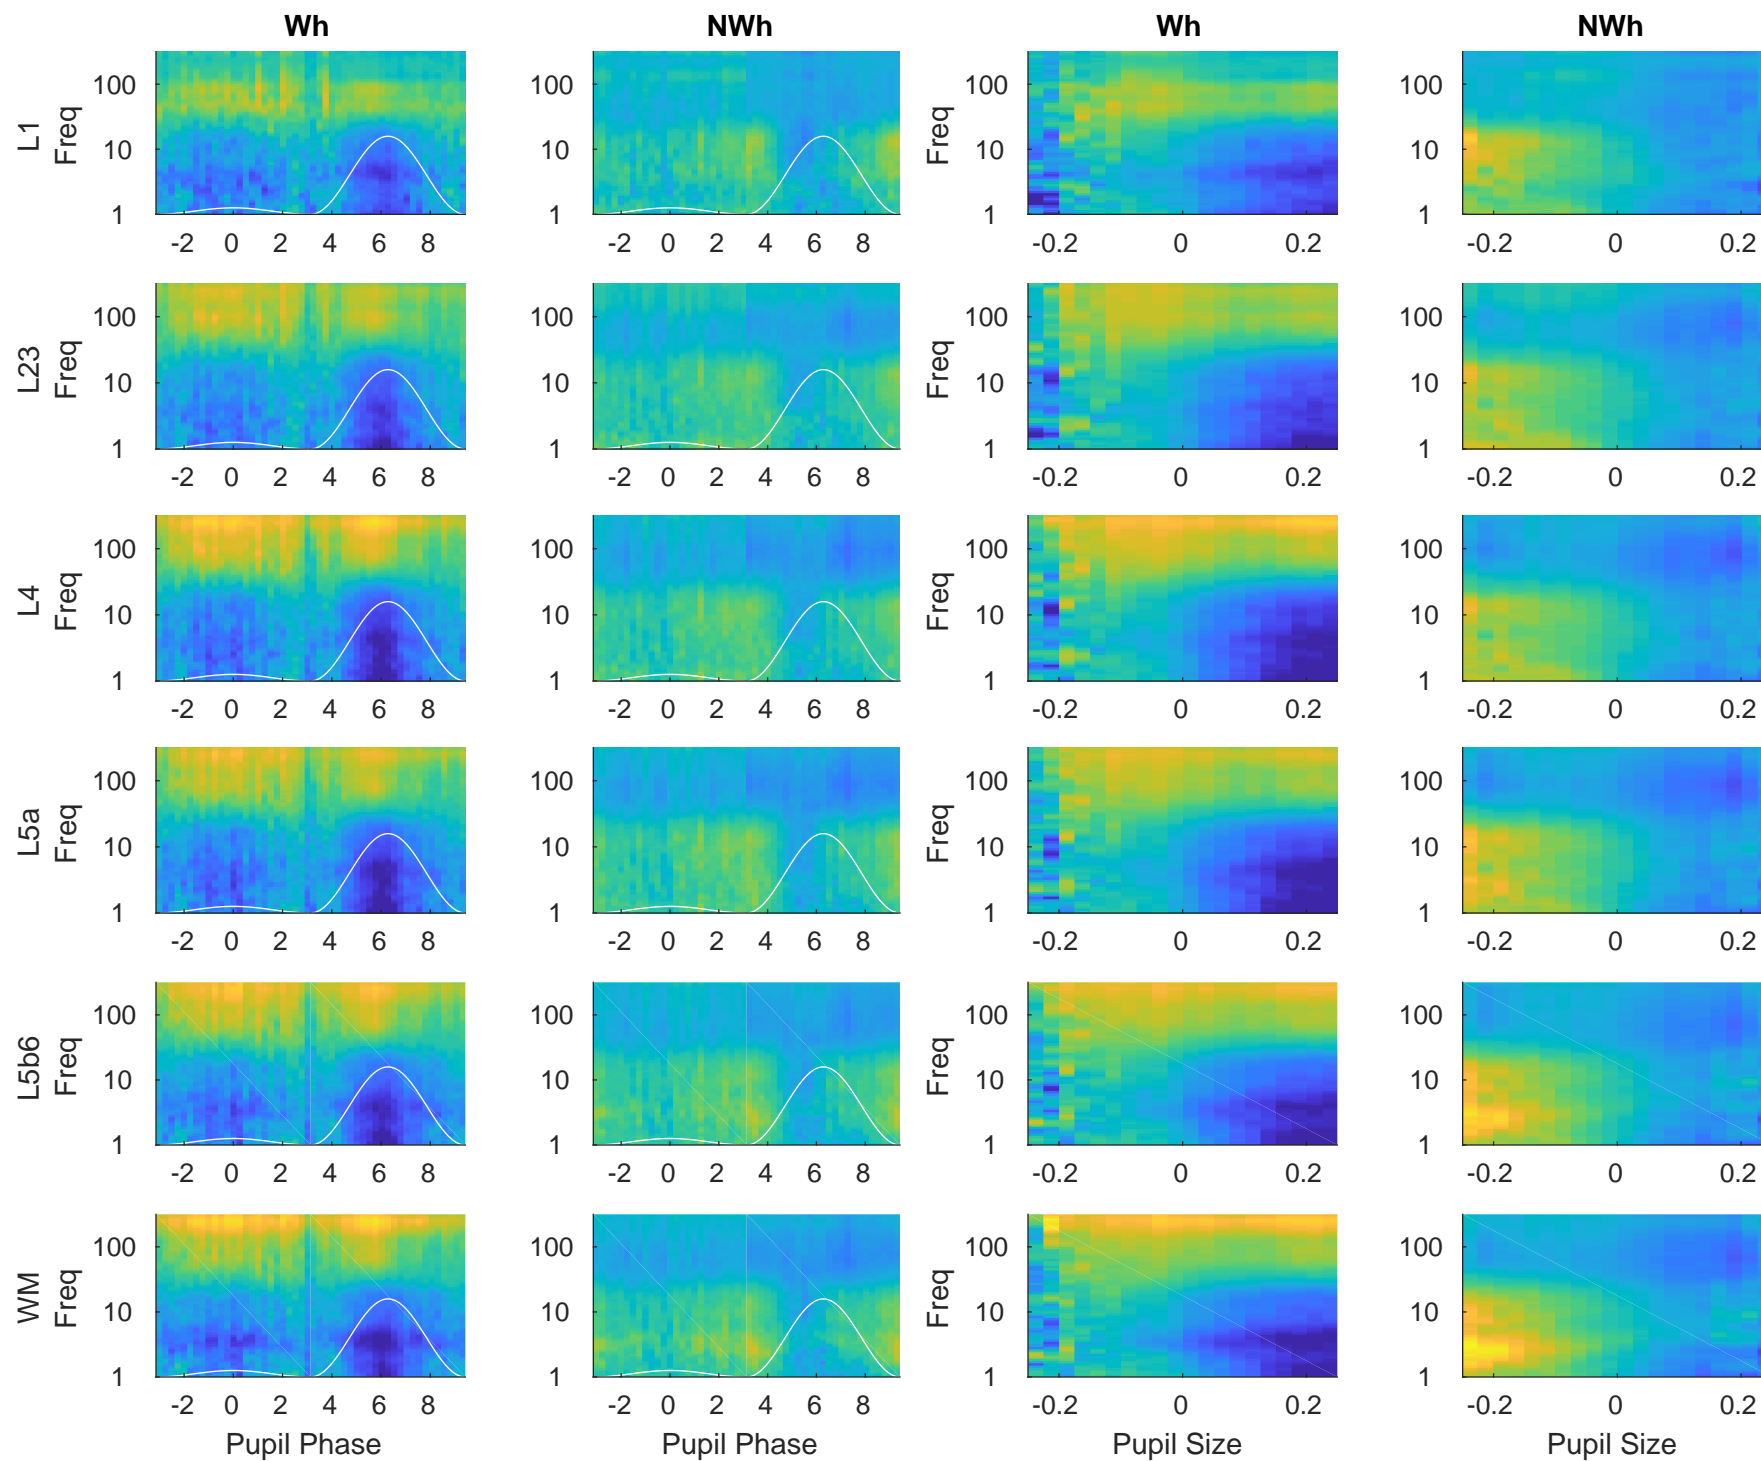 Wh NWh Wh NWh
L1 Freq 100 10 1 100 10 1 Freq 100 10 1 100 10 1
-2 0 2 4 6 8 -2 0 2 4 6 8 -0.2 0 0.2 -0.2 0 0.2
L23 Freq 100 10 1 100 10 1 Freq 100 10 1 100 10 1
-2 0 2 4 6 8 -2 0 2 4 6 8 -0.2 0 0.2 -0.2 0 0.2
L4 Freq 100 10 1 100 10 1 Freq 100 10 1 100 10 1
-2 0 2 4 6 8 -2 0 2 4 6 8 -0.2 0 0.2 -0.2 0 0.2
L5a Freq 100 10 1 100 10 1 Freq 100 10 1 100 10 1
-2 0 2 4 6 8 -2 0 2 4 6 8 -0.2 0 0.2 -0.2 0 0.2
L5b6 Freq 100 10 1 100 10 1 Freq 100 10 1 100 10 1
-2 0 2 4 6 8 -2 0 2 4 6 8 -0.2 0 0.2 -0.2 0 0.2
WM Freq 100 10 1 100 10 1 Freq 100 10 1 100 10 1
-2 0 2 4 6 8 -2 0 2 4 6 8 -0.2 0 0.2 -0.2 0 0.2
Pupil Phase Pupil Phase Pupil Size Pupil Size